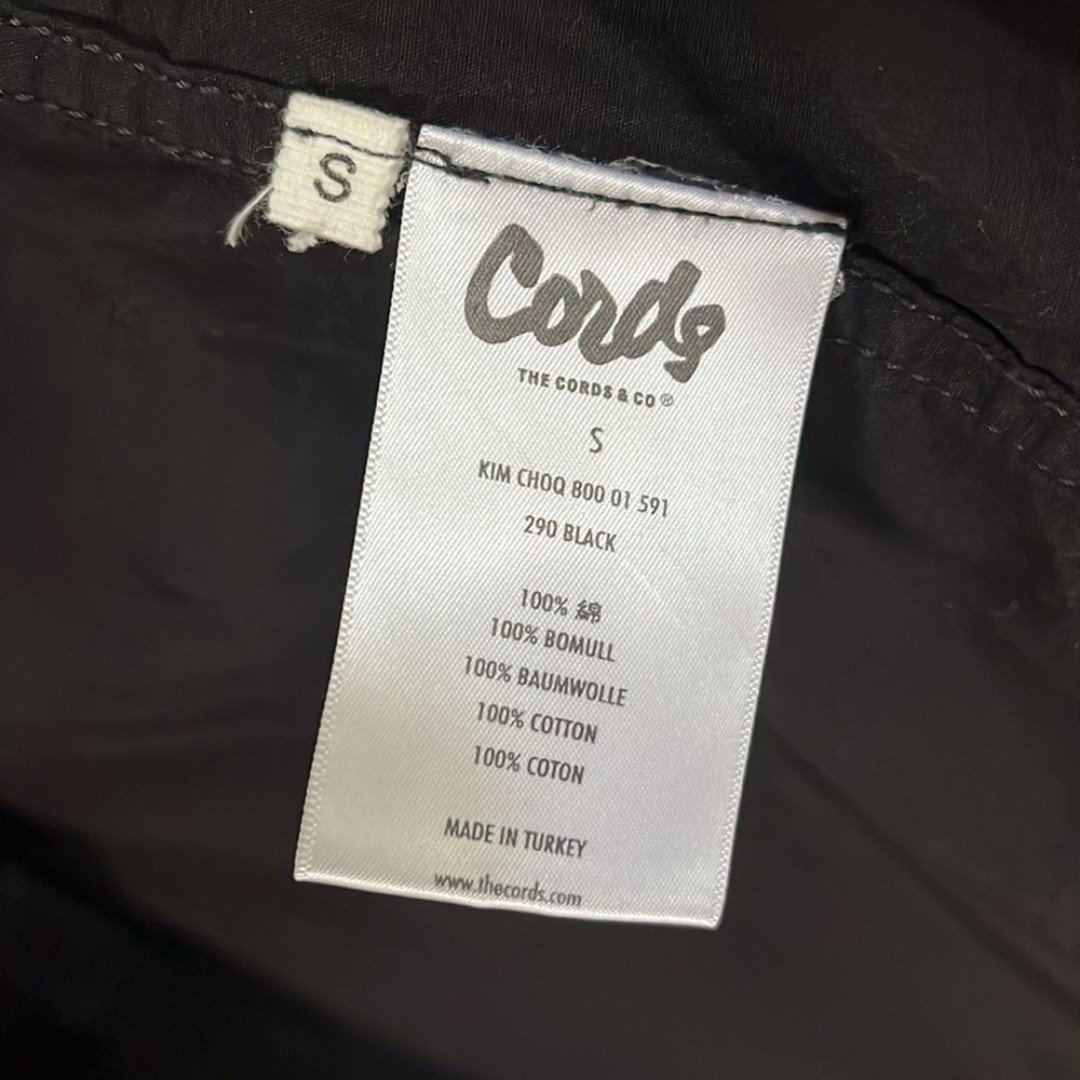 S
Cords
THE CORDS & CO®
S
KIM CHOQ 800 01 591
290 BLACK
100% 綿
100% BOMULL
100% BAUMWOLLE
100% COTTON
100% COTON
MADE IN TURKEY
www.thecords.com